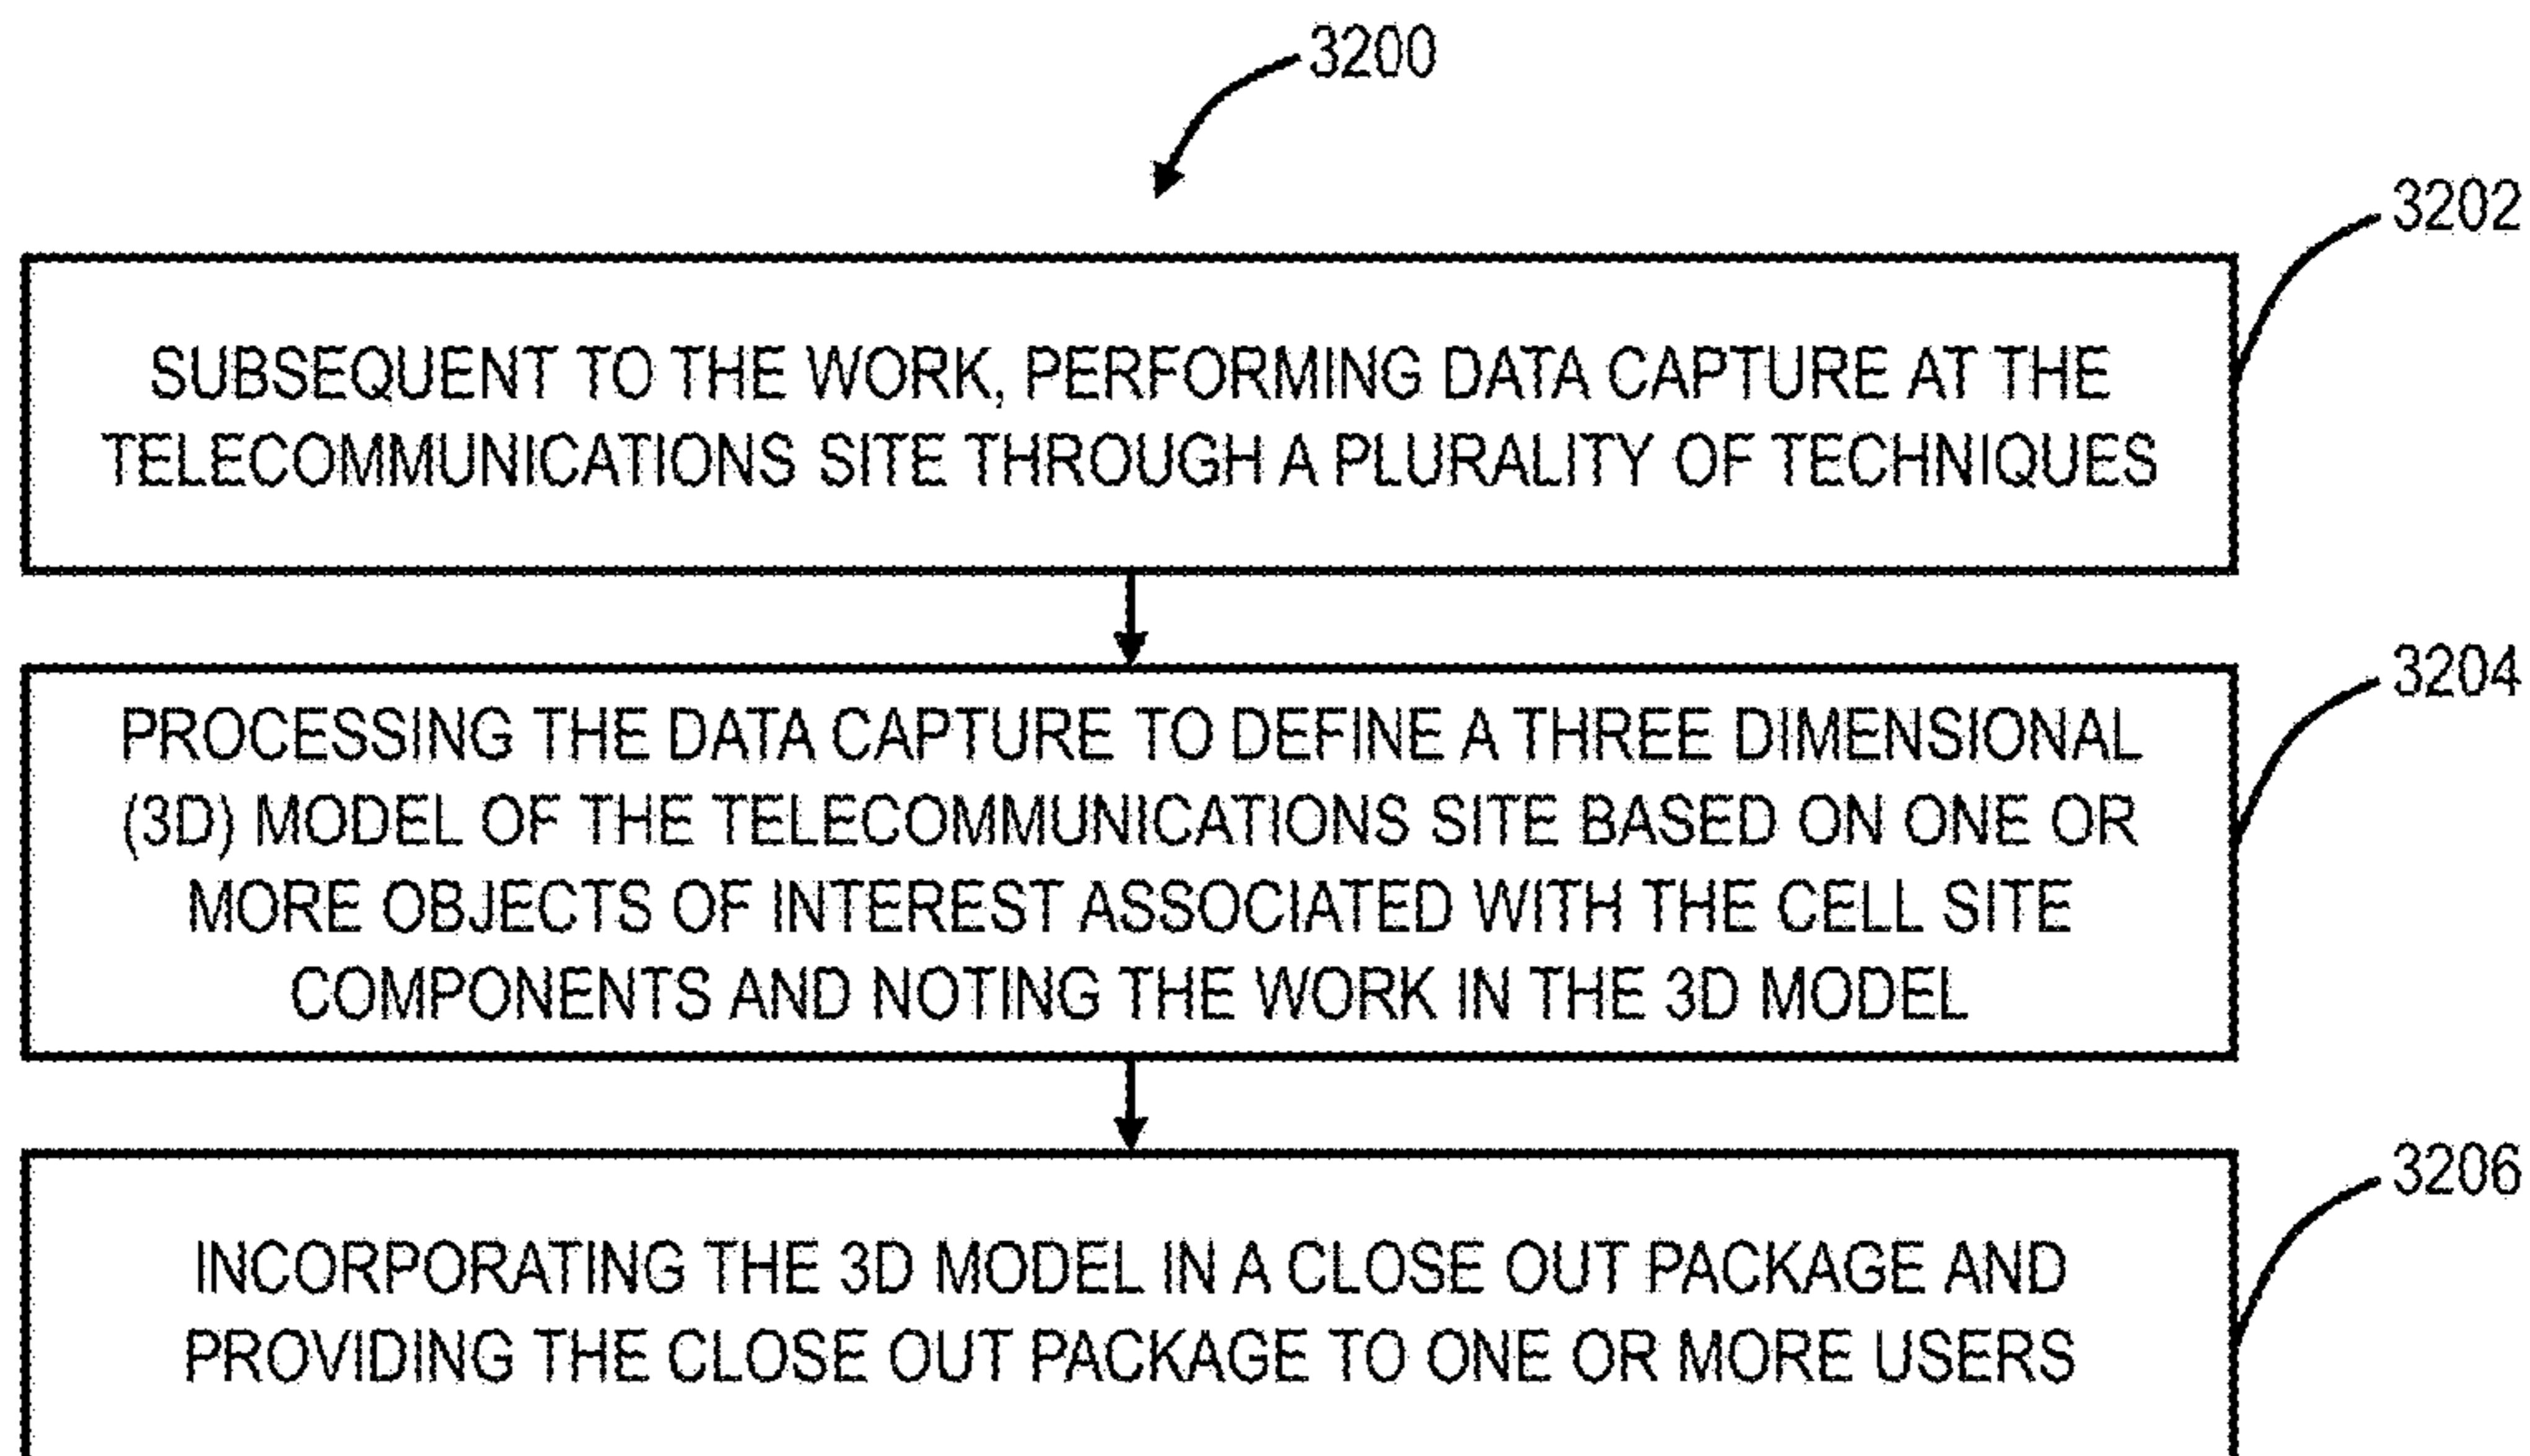 3200
3202
SUBSEQUENT TO THE WORK, PERFORMING DATA CAPTURE AT THE
TELECOMMUNICATIONS SITE THROUGH A PLURALITY OF TECHNIQUES
3204
PROCESSING THE DATA CAPTURE TO DEFINE A THREE DIMENSIONAL
(3D) MODEL OF THE TELECOMMUNICATIONS SITE BASED ON ONE OR
MORE OBJECTS OF INTEREST ASSOCIATED WITH THE CELL SITE
COMPONENTS AND NOTING THE WORK IN THE 3D MODEL
3206
INCORPORATING THE 3D MODEL IN A CLOSE OUT PACKAGE AND
PROVIDING THE CLOSE OUT PACKAGE TO ONE OR MORE USERS